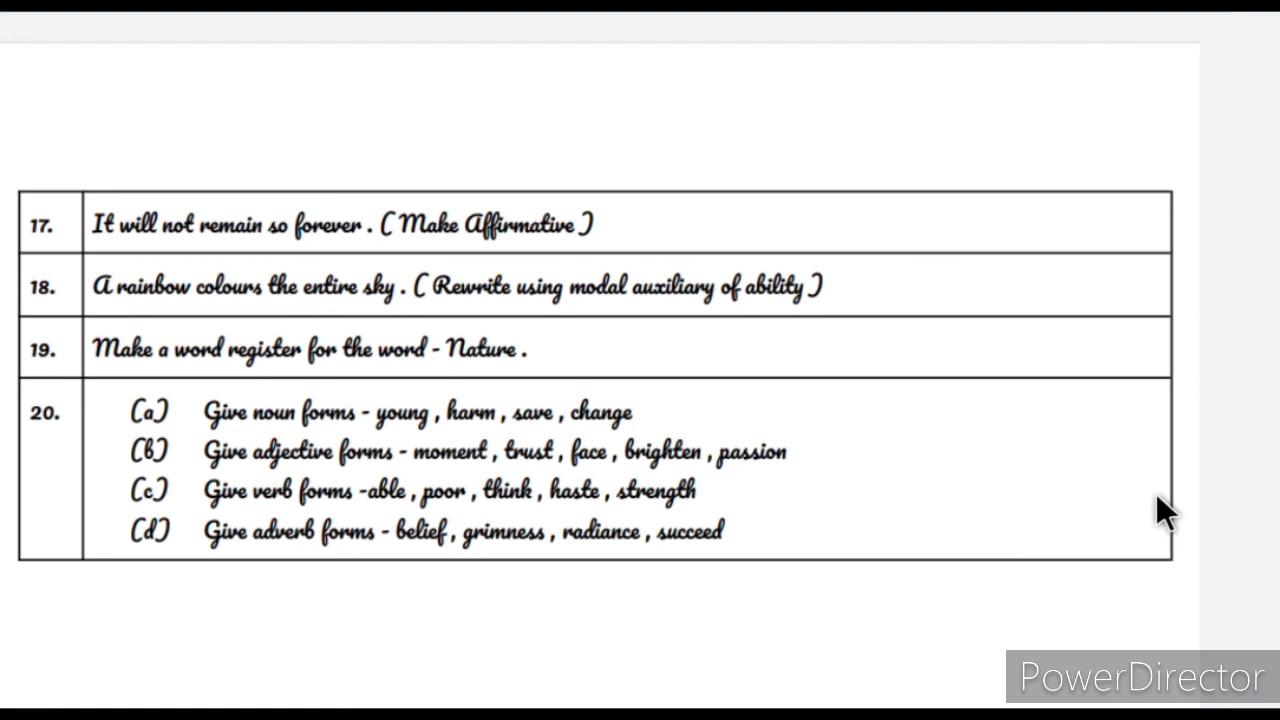 17. It will not remain so forever . ( Make Affirmative )
18. A rainbow colours the entire sky . ( Rewrite using modal auxiliary of ability )
19. Make a word register for the word - Nature .
20. (a) Give noun forms - young , harm , save , change
(b) Give adjective forms - moment , trust , face , brighten , passion
(c) Give verb forms -able , poor , think , haste , strength
(d) Give adverb forms - belief , grimness , radiance , succeed
PowerDirector